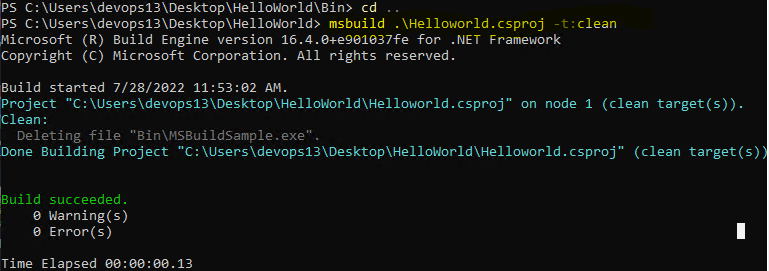 PS C:\Users\devops13\Desktop\HelloWorld\Bin> cd ..
PS C:\Users\devops13\Desktop\HelloWorld> msbuild .\Helloworld.csproj -t:clean
Microsoft (R) Build Engine version 16.4.0+e901037fe for .NET Framework
Copyright (C) Microsoft Corporation. All rights reserved.
Build started 7/28/2022 11:53:02 AM.
Project "C:\Users\devops13\Desktop\HelloWorld\Helloworld.csproj" on node 1 (clean target(s)).
Clean:
  Deleting file "Bin\MSBuildSample.exe".
Done Building Project "C:\Users\devops13\Desktop\HelloWorld\Helloworld.csproj" (clean target(s))
Build succeeded.
    0 Warning(s)
    0 Error(s)
Time Elapsed 00:00:00.13